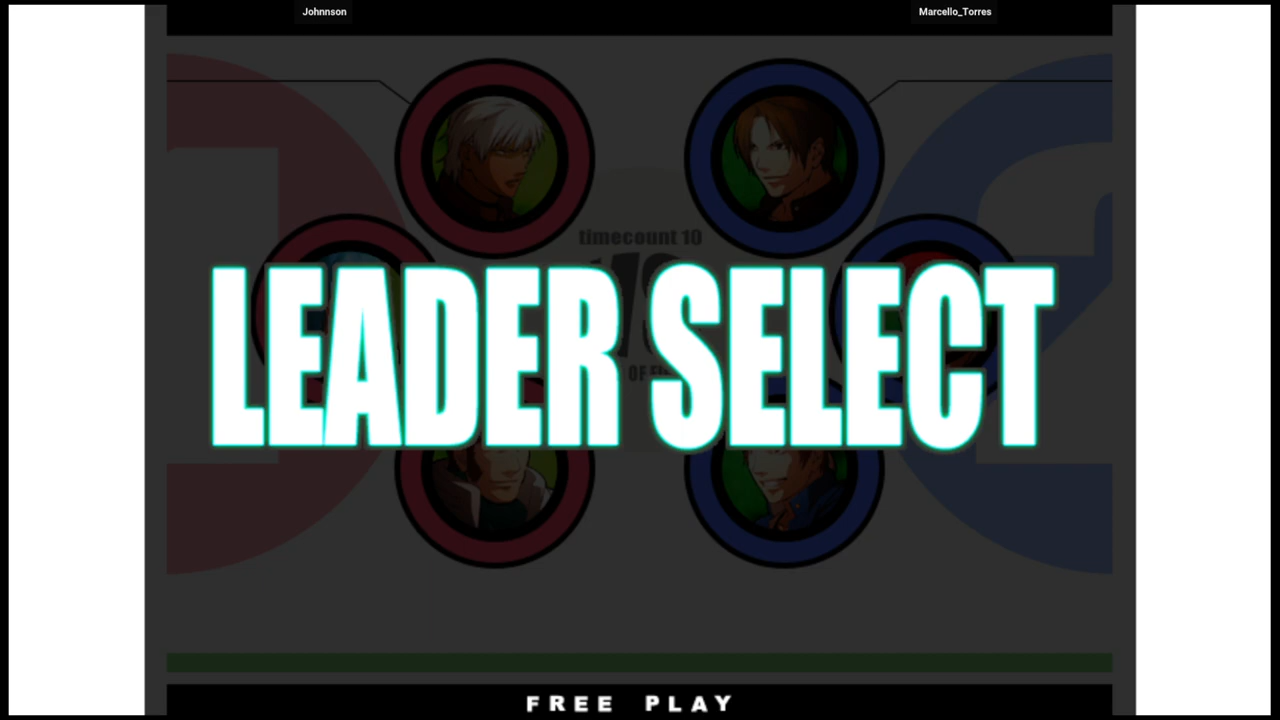 Johnnson
Marcello_Torres
timecount 10
LEADER SELECT
FREE PLAY